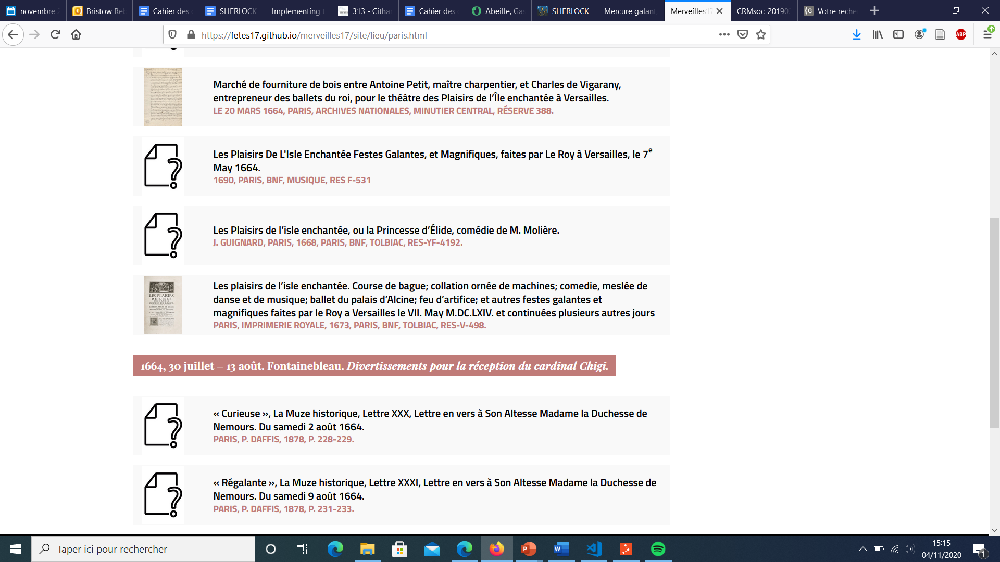 novembre 2
Bristow Reb
Cahier des c
SHERLOCK
Implementing t
313 - Cithar
Cahier des c
Abeille, Gas
SHERLOCK
Mercure galant,
Merveilles17
CRMsoc_20190
Votre reche
https://fetes17.github.io/merveilles17/site/lieu/paris.html
ABP
Marché de fourniture de bois entre Antoine Petit, maître charpentier, et Charles de Vigarany,
entrepreneur des ballets du roi, pour le théâtre des Plaisirs de l’Île enchantée à Versailles.
LE 20 MARS 1664, PARIS, ARCHIVES NATIONALES, MINUTIER CENTRAL, RÉSERVE 388.
Les Plaisirs De L'Isle Enchantée Festes Galantes, et Magnifiques, faites par Le Roy à Versailles, le 7e
May 1664.
1690, PARIS, BNF, MUSIQUE, RES F-531
Les Plaisirs de l’isle enchantée, ou la Princesse d’Élide, comédie de M. Molière.
J. GUIGNARD, PARIS, 1668, PARIS, BNF, TOLBIAC, RES-YF-4192.
LES PLAISIRS
DE L'ISLE
Les plaisirs de l’isle enchantée. Course de bague; collation ornée de machines; comedie, meslée de
danse et de musique; ballet du palais d’Alcine; feu d’artifice; et autres festes galantes et
magnifiques faites par le Roy a Versailles le VII. May M.DC.LXIV. et continuées plusieurs autres jours
PARIS, IMPRIMERIE ROYALE, 1673, PARIS, BNF, TOLBIAC, RES-V-498.
1664, 30 juillet – 13 août. Fontainebleau. Divertissements pour la réception du cardinal Chigi.
« Curieuse », La Muze historique, Lettre XXX, Lettre en vers à Son Altesse Madame la Duchesse de
Nemours. Du samedi 2 août 1664.
PARIS, P. DAFFIS, 1878, P. 228-229.
« Régalante », La Muze historique, Lettre XXXI, Lettre en vers à Son Altesse Madame la Duchesse de
Nemours. Du samedi 9 août 1664.
PARIS, P. DAFFIS, 1878, P. 231-233.
Taper ici pour rechercher
15:15
04/11/2020
1